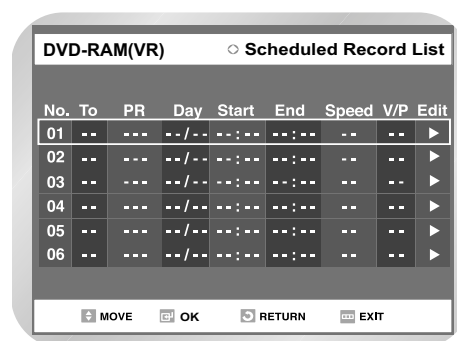 DVD-RAM(VR) Scheduled Record List
No. To PR Day Start End Speed V/P Edit
01 -- --- --/-- --:-- --:-- -- -- ►
02 -- --- --/-- --:-- --:-- -- -- ►
03 -- --- --/-- --:-- --:-- -- -- ►
04 -- --- --/-- --:-- --:-- -- -- ►
05 -- --- --/-- --:-- --:-- -- -- ►
06 -- --- --/-- --:-- --:-- -- -- ►
MOVE OK RETURN EXIT